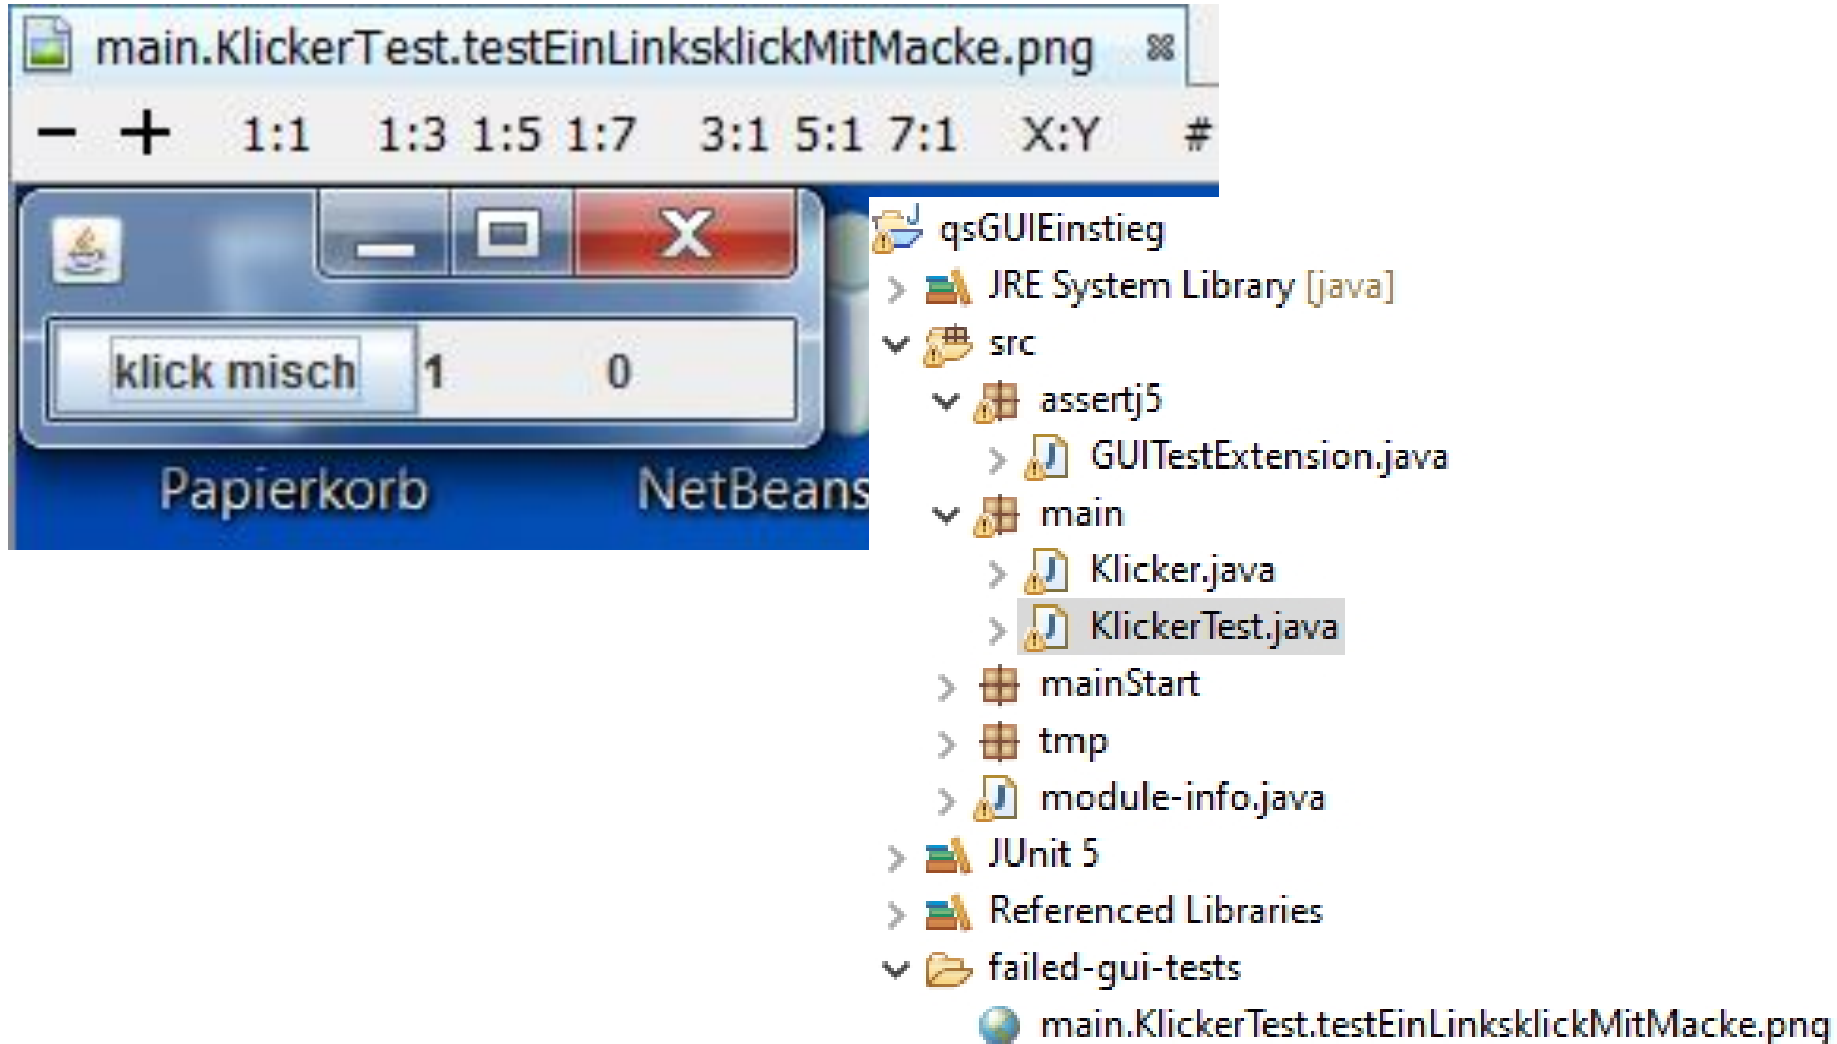 main.KlickerTest.testEinLinksklickMitMacke.png
1:1 1:3 1:5 1:7 3:1 5:1 7:1 X:Y #
klick misch 1 0
Papierkorb NetBeans
qsGUIEinstieg
JRE System Library [java]
src
assertj5
GUITestExtension.java
main
Klicker.java
KlickerTest.java
mainStart
tmp
module-info.java
JUnit 5
Referenced Libraries
failed-gui-tests
main.KlickerTest.testEinLinksklickMitMacke.png